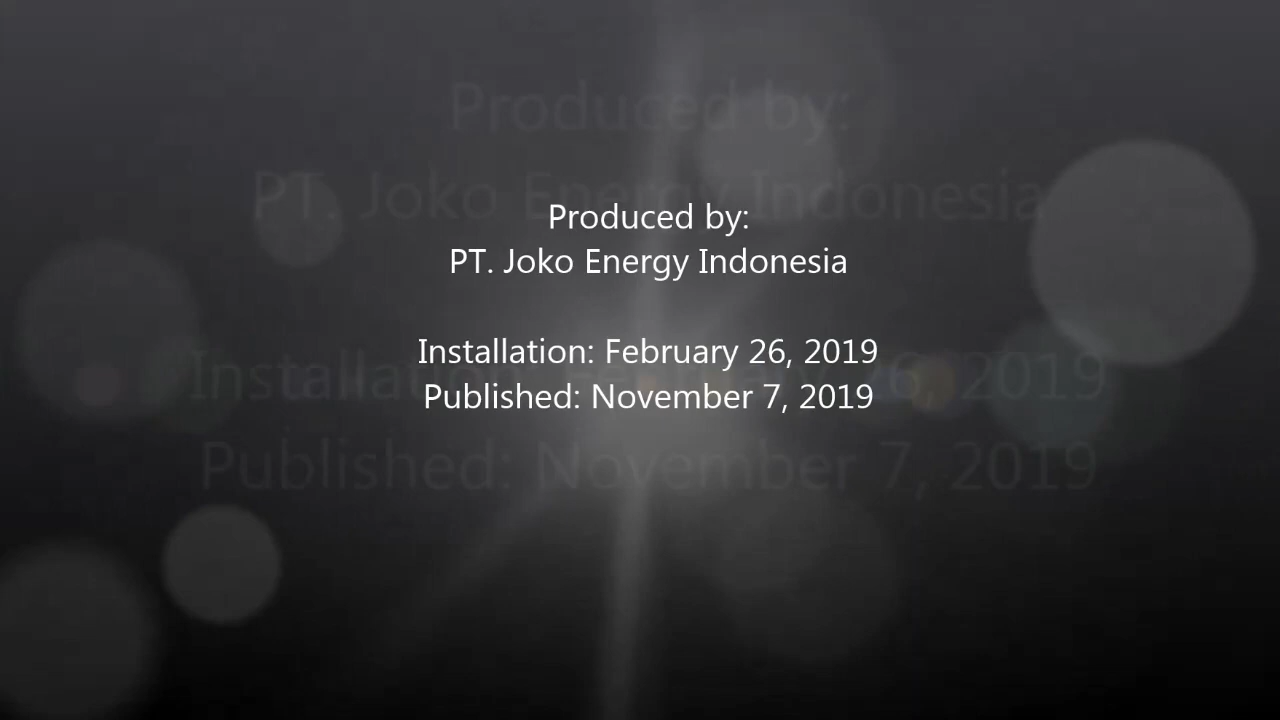 Produced by:
PT. Joko Energy Indonesia
Installation: February 26, 2019
Published: November 7, 2019